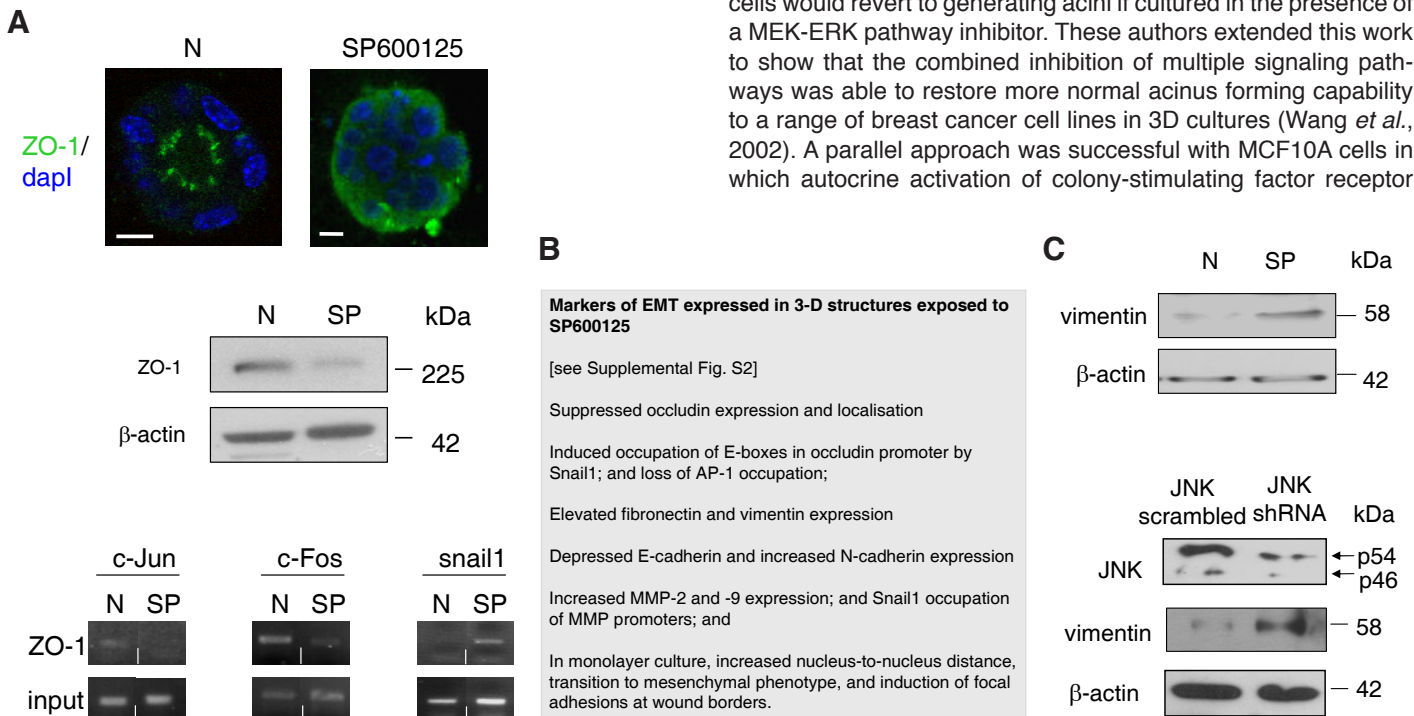 cells would revert to generating acini if cultured in the presence of
a MEK-ERK pathway inhibitor. These authors extended this work
to show that the combined inhibition of multiple signaling path-
ways was able to restore more normal acinus forming capability
to a range of breast cancer cell lines in 3D cultures (Wang et al.,
2002). A parallel approach was successful with MCF10A cells in
which autocrine activation of colony-stimulating factor receptor
A
N SP600125
ZO-1/
dapI
N SP kDa
ZO-1 225
β-actin 42
c-Jun c-Fos snail1
N SP N SP N SP
ZO-1
input
B
Markers of EMT expressed in 3-D structures exposed to
SP600125
[see Supplemental Fig. S2]
Suppressed occludin expression and localisation
Induced occupation of E-boxes in occludin promoter by
Snail1; and loss of AP-1 occupation;
Elevated fibronectin and vimentin expression
Depressed E-cadherin and increased N-cadherin expression
Increased MMP-2 and -9 expression; and Snail1 occupation
of MMP promoters; and
In monolayer culture, increased nucleus-to-nucleus distance,
transition to mesenchymal phenotype, and induction of focal
adhesions at wound borders.
C
N SP kDa
vimentin 58
β-actin 42
JNK JNK
scrambled shRNA kDa
JNK p54
p46
vimentin 58
β-actin 42